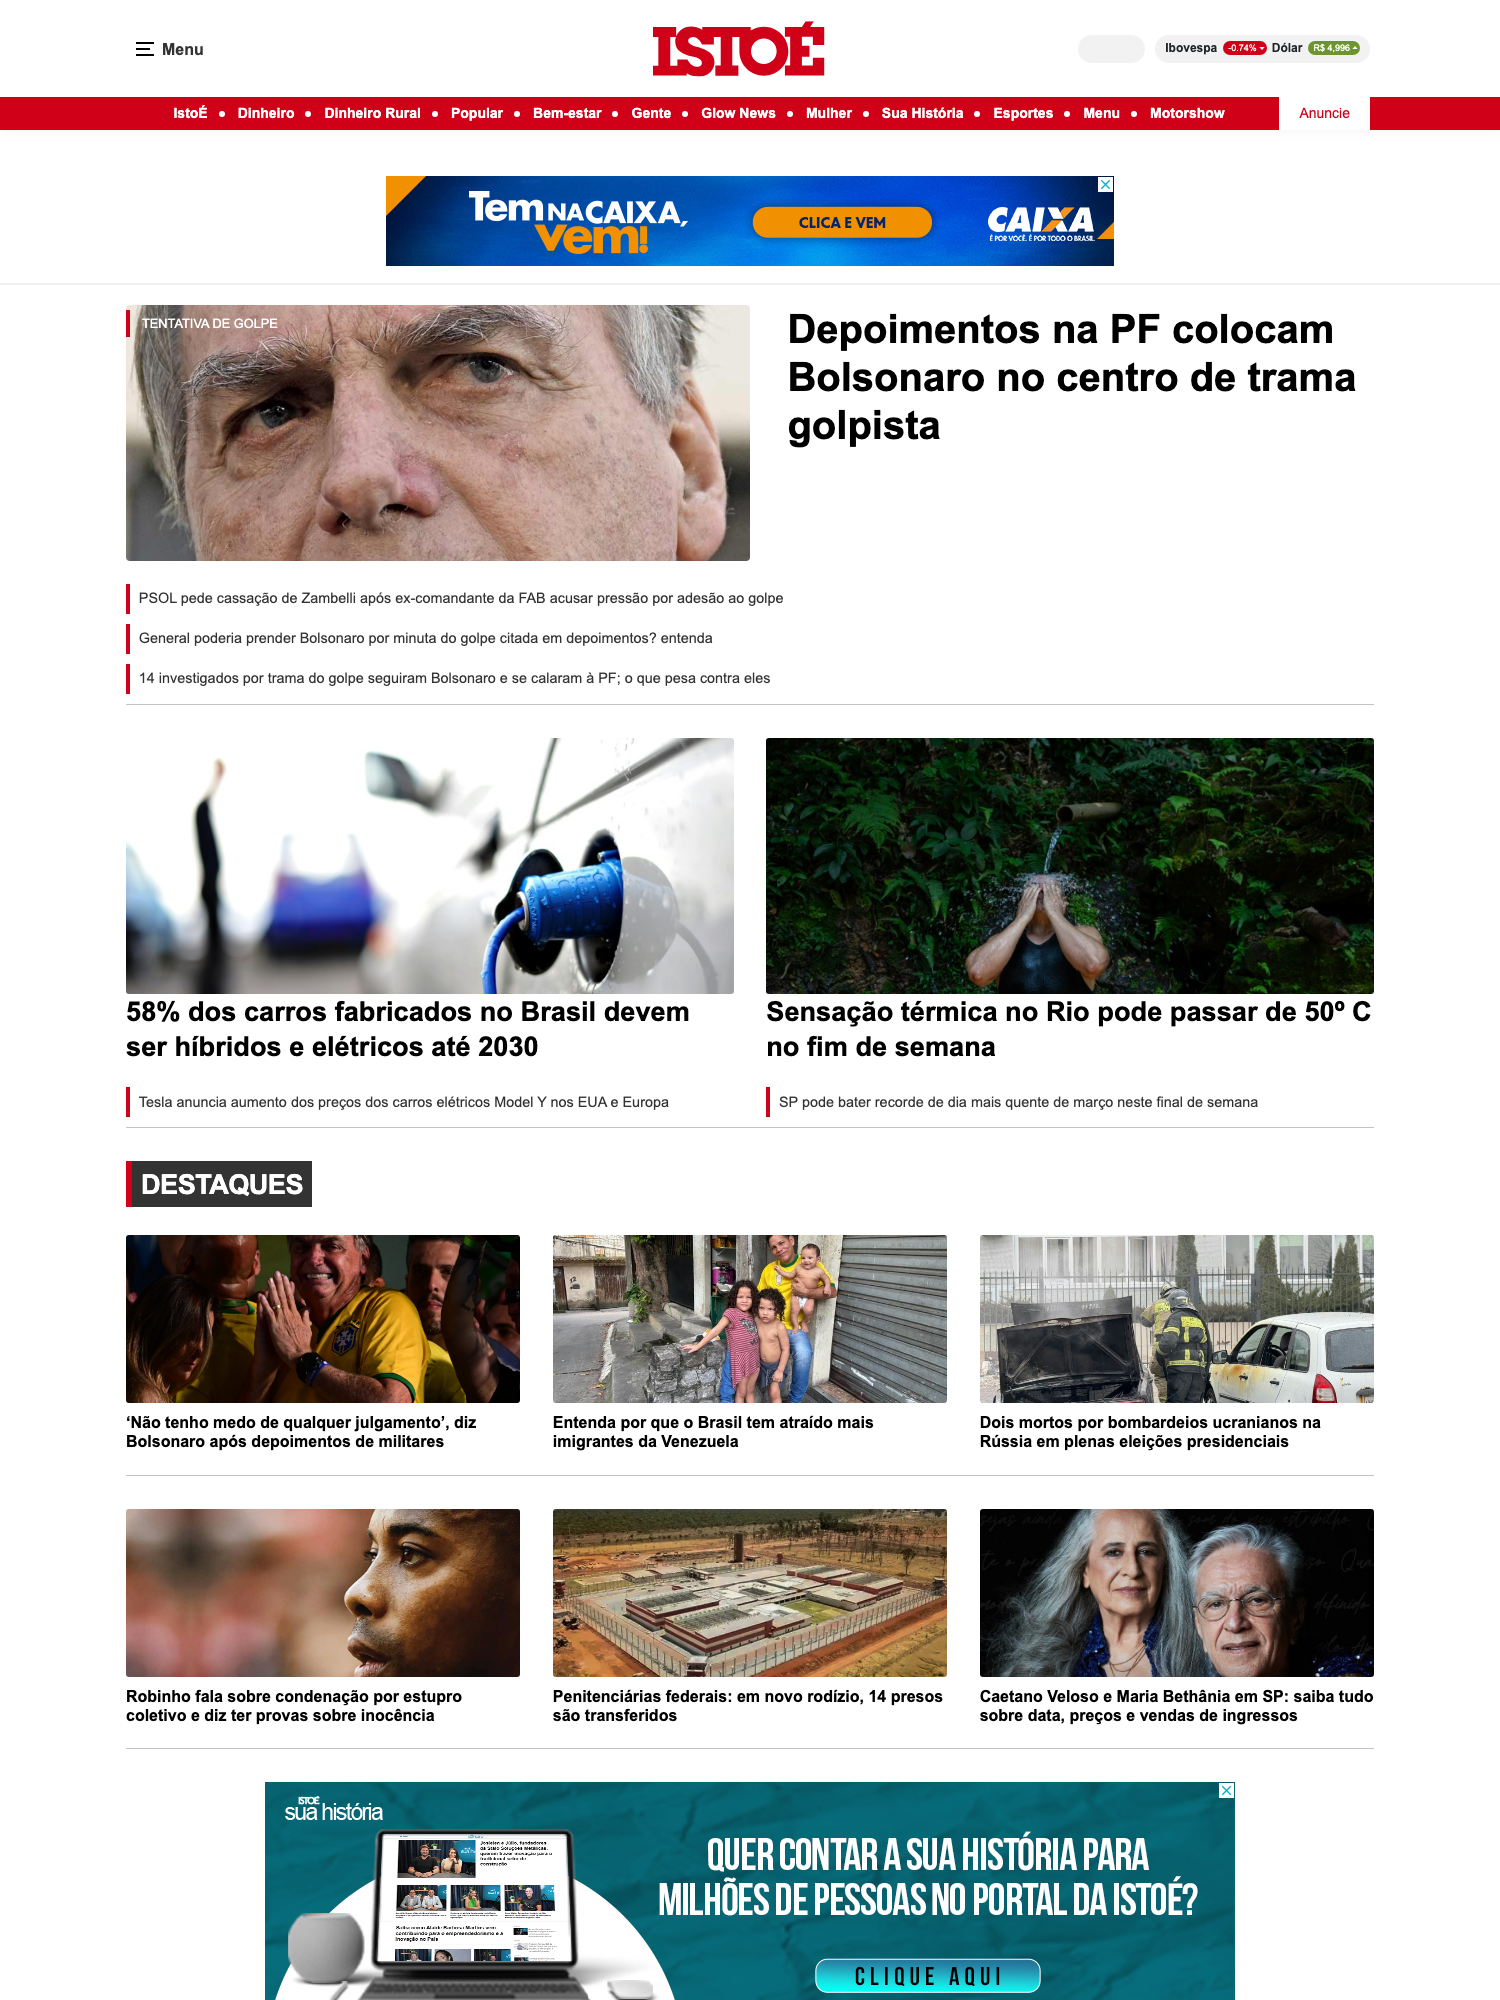 Menu
ISTOÉ
Ibovespa -0.74% Dólar R$ 4,996
IstoÉ • Dinheiro • Dinheiro Rural • Popular • Bem-estar • Gente • Glow News • Mulher • Sua História • Esportes • Menu • Motorshow
Anuncie
Tem NA CAIXA,
vem!
CLICA E VEM
CAIXA
É POR VOCÊ. É POR TODO O BRASIL.
TENTATIVA DE GOLPE
Depoimentos na PF colocam
Bolsonaro no centro de trama
golpista
PSOL pede cassação de Zambelli após ex-comandante da FAB acusar pressão por adesão ao golpe
General poderia prender Bolsonaro por minuta do golpe citada em depoimentos? entenda
14 investigados por trama do golpe seguiram Bolsonaro e se calaram à PF; o que pesa contra eles
58% dos carros fabricados no Brasil devem
ser híbridos e elétricos até 2030
Tesla anuncia aumento dos preços dos carros elétricos Model Y nos EUA e Europa
Sensação térmica no Rio pode passar de 50º C
no fim de semana
SP pode bater recorde de dia mais quente de março neste final de semana
DESTAQUES
‘Não tenho medo de qualquer julgamento’, diz
Bolsonaro após depoimentos de militares
Entenda por que o Brasil tem atraído mais
imigrantes da Venezuela
Dois mortos por bombardeios ucranianos na
Rússia em plenas eleições presidenciais
Robinho fala sobre condenação por estupro
coletivo e diz ter provas sobre inocência
Penitenciárias federais: em novo rodízio, 14 presos
são transferidos
Caetano Veloso e Maria Bethânia em SP: saiba tudo
sobre data, preços e vendas de ingressos
ISTOÉ
sua história
QUER CONTAR A SUA HISTÓRIA PARA
MILHÕES DE PESSOAS NO PORTAL DA ISTOÉ?
CLIQUE AQUI